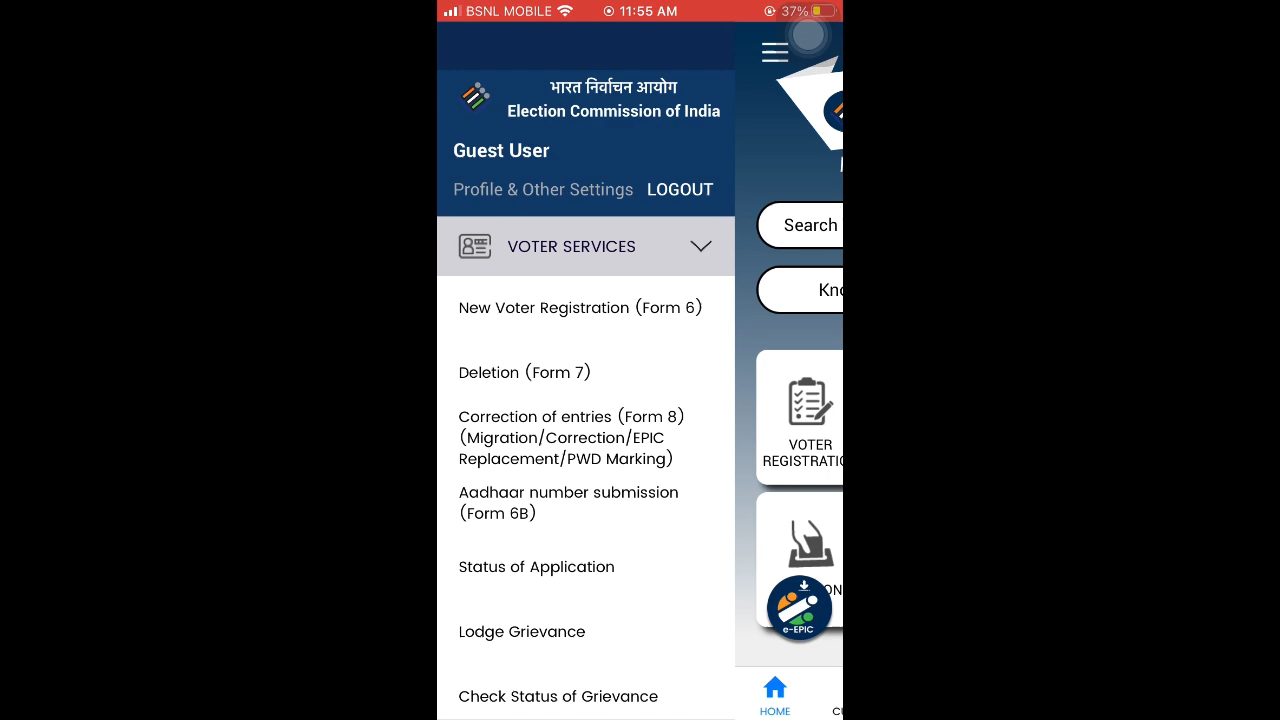 BSNL MOBILE 11:55 AM 37%
भारत निर्वाचन आयोग
Election Commission of India
Guest User
Profile & Other Settings LOGOUT
VOTER SERVICES
New Voter Registration (Form 6)
Deletion (Form 7)
Correction of entries (Form 8)
(Migration/Correction/EPIC
Replacement/PWD Marking)
Aadhaar number submission
(Form 6B)
Status of Application
Lodge Grievance
Check Status of Grievance
Search
VOTER
e-EPIC
HOME